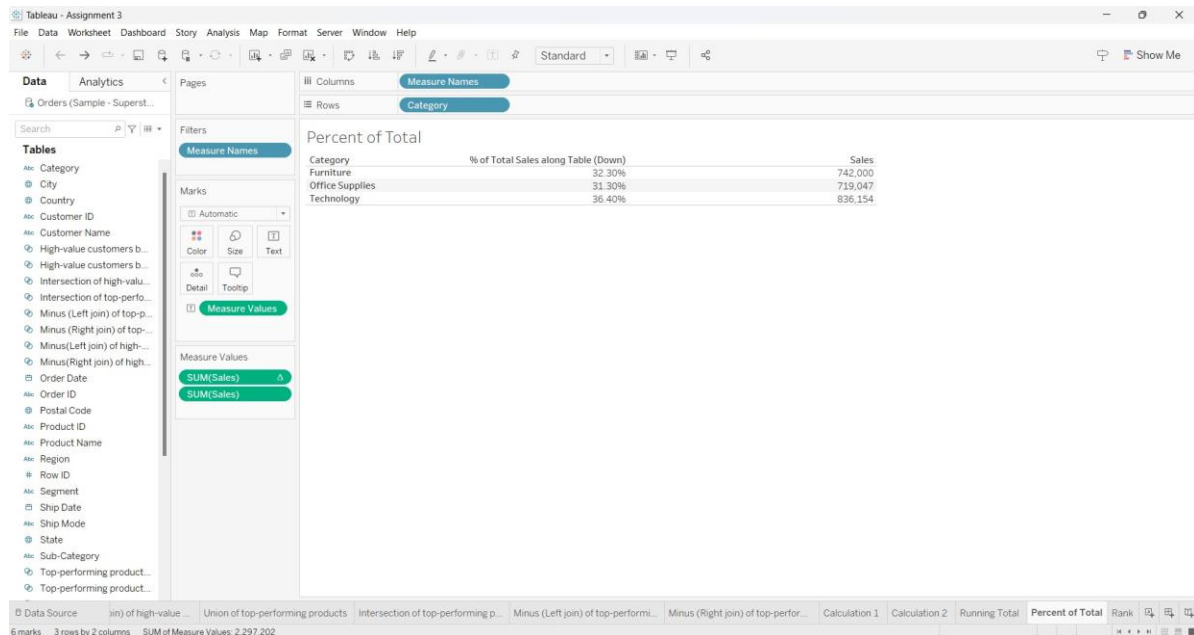 Tableau - Assignment 3
File Data Worksheet Dashboard Story Analysis Map Format Server Window Help
Standard
Show Me
Data Analytics
Orders (Sample - Superst...
Search
Tables
Abc Category
City
Country
Abc Customer ID
Abc Customer Name
High-value customers b...
High-value customers b...
Intersection of high-valu...
Intersection of top-perfo...
Minus (Left join) of top-p...
Minus (Right join) of top-...
Minus(Left join) of high-...
Minus(Right join) of high...
Order Date
Abc Order ID
Postal Code
Abc Product ID
Abc Product Name
Abc Region
# Row ID
Abc Segment
Ship Date
Abc Ship Mode
State
Abc Sub-Category
Top-performing product...
Top-performing product...
Pages
Filters
Measure Names
Marks
Automatic
Color Size Text
Detail Tooltip
Measure Values
Measure Values
SUM(Sales) Δ
SUM(Sales)
Columns Measure Names
Rows Category
Percent of Total
Category % of Total Sales along Table (Down) Sales
Furniture 32.30% 742,000
Office Supplies 31.30% 719,047
Technology 36.40% 836,154
Data Source oin) of high-value ... Union of top-performing products Intersection of top-performing p... Minus (Left join) of top-performi... Minus (Right join) of top-perfor... Calculation 1 Calculation 2 Running Total Percent of Total Rank
6 marks 3 rows by 2 columns SUM of Measure Values: 2,297,202